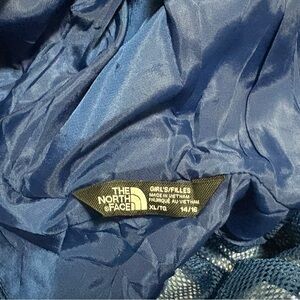 THE
NORTH
FACE
GIRL'S/FILLES
MADE IN VIETNAM
FABRIQUÉ AU VIETNAM
XL/TG 14/16